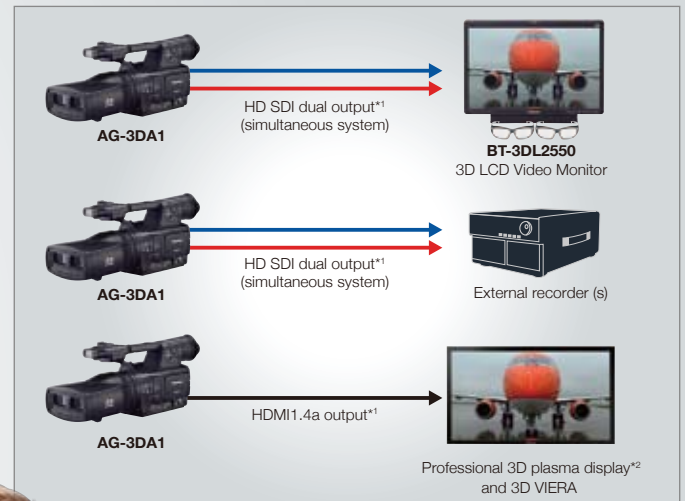 AG-3DA1
HD SDI dual output*1
(simultaneous system)
BT-3DL2550
3D LCD Video Monitor
AG-3DA1
HD SDI dual output*1
(simultaneous system)
External recorder (s)
AG-3DA1
HDMI1.4a output*1
Professional 3D plasma display*2
and 3D VIERA